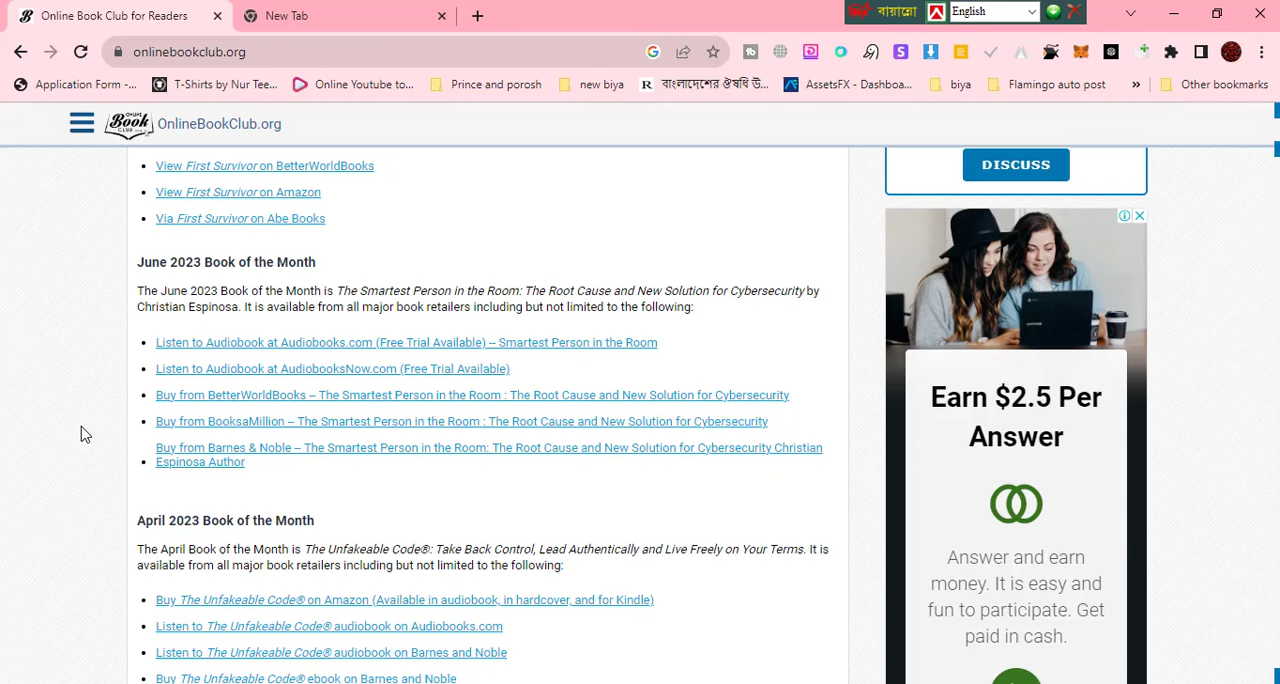 Online Book Club for Readers
New Tab
বায়ান্নো
English
onlinebookclub.org
Application Form -...
T-Shirts by Nur Tee...
Online Youtube to...
Prince and porosh
new biya
বাংলাদেশের ঔষধি উ...
AssetsFX - Dashboa...
biya
Flamingo auto post
»
Other bookmarks
OnlineBookClub.org
View First Survivor on BetterWorldBooks
View First Survivor on Amazon
Via First Survivor on Abe Books
June 2023 Book of the Month
The June 2023 Book of the Month is The Smartest Person in the Room: The Root Cause and New Solution for Cybersecurity by
Christian Espinosa. It is available from all major book retailers including but not limited to the following:
Listen to Audiobook at Audiobooks.com (Free Trial Available) – Smartest Person in the Room
Listen to Audiobook at AudiobooksNow.com (Free Trial Available)
Buy from BetterWorldBooks – The Smartest Person in the Room : The Root Cause and New Solution for Cybersecurity
Buy from BooksaMillion – The Smartest Person in the Room : The Root Cause and New Solution for Cybersecurity
Buy from Barnes & Noble – The Smartest Person in the Room: The Root Cause and New Solution for Cybersecurity Christian
Espinosa Author
April 2023 Book of the Month
The April Book of the Month is The Unfakeable Code®: Take Back Control, Lead Authentically and Live Freely on Your Terms. It is
available from all major book retailers including but not limited to the following:
Buy The Unfakeable Code® on Amazon (Available in audiobook, in hardcover, and for Kindle)
Listen to The Unfakeable Code® audiobook on Audiobooks.com
Listen to The Unfakeable Code® audiobook on Barnes and Noble
Buy The Unfakeable Code® ebook on Barnes and Noble
DISCUSS
Earn $2.5 Per
Answer
Answer and earn
money. It is easy and
fun to participate. Get
paid in cash.